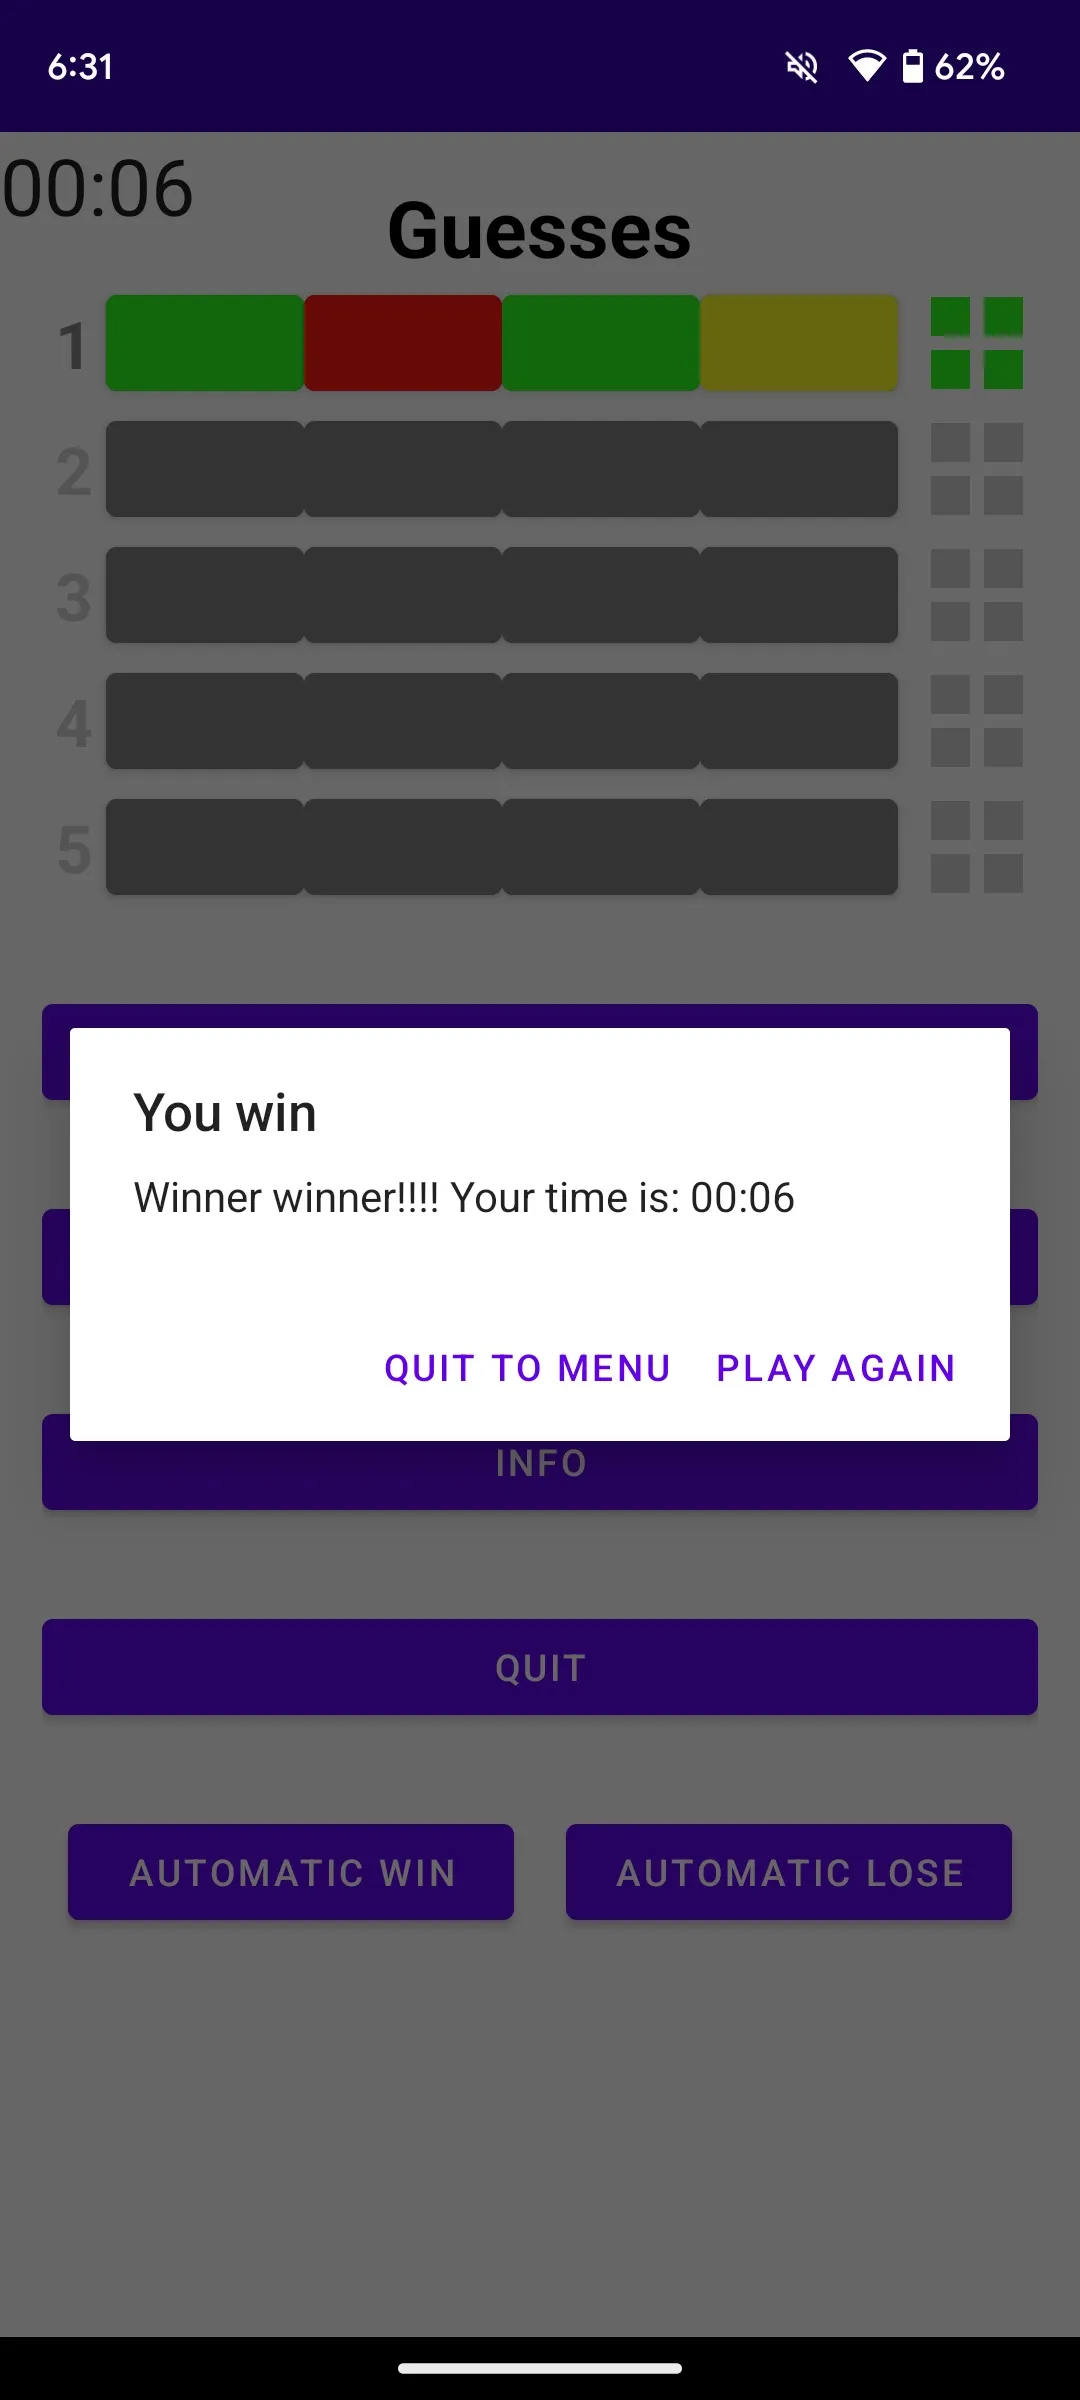 6:31
62%
00:06
Guesses
1
2
3
4
5
You win
Winner winner!!!! Your time is: 00:06
QUIT TO MENU PLAY AGAIN
INFO
QUIT
AUTOMATIC WIN AUTOMATIC LOSE